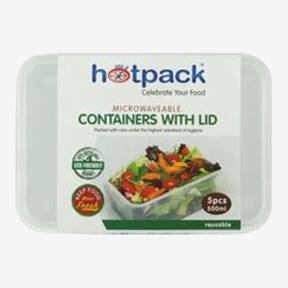 hotpack®
Celebrate Your Food
MICROWAVEABLE
CONTAINERS WITH LID
Packed with care under the highest standard of hygiene
ECO FRIENDLY
KEEP FOOD
Fresh
5pcs
500ml
reusable